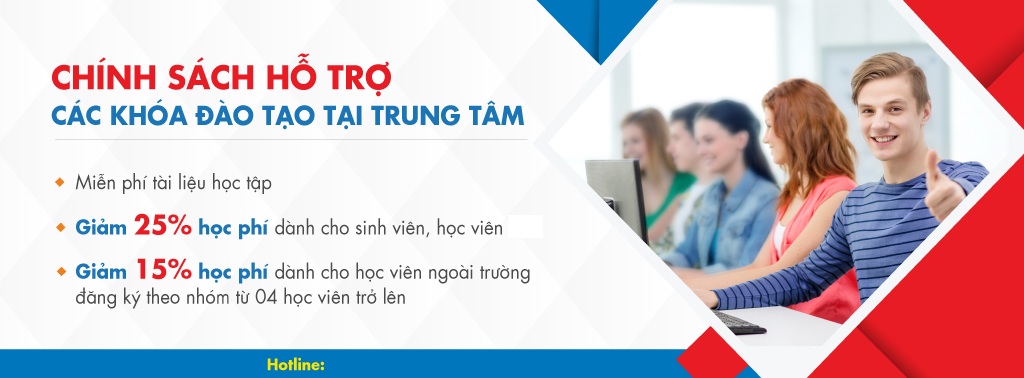 CHÍNH SÁCH HỖ TRỢ
CÁC KHÓA ĐÀO TẠO TẠI TRUNG TÂM
Miễn phí tài liệu học tập
Giảm 25% học phí dành cho sinh viên, học viên
Giảm 15% học phí dành cho học viên ngoài trường
đăng ký theo nhóm từ 04 học viên trở lên
Hotline: